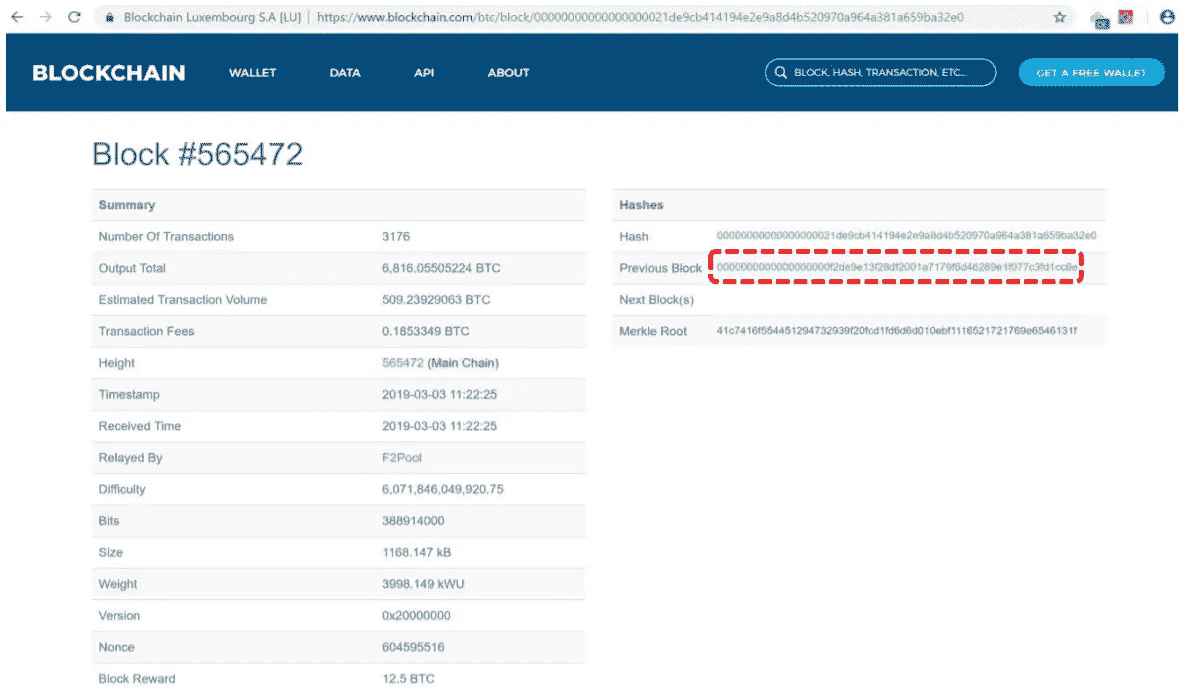 Blockchain Luxembourg S.A [LU] | https://www.blockchain.com/btc/block/00000000000000000021de9cb414194e2e9a8d4b520970a964a381a659ba32e0
BLOCKCHAIN WALLET DATA API ABOUT BLOCK, HASH, TRANSACTION, ETC... GET A FREE WALLET
Block #565472
Summary
Number Of Transactions 3176
Output Total 6,816.05505224 BTC
Estimated Transaction Volume 509.23929063 BTC
Transaction Fees 0.1853349 BTC
Height 565472 (Main Chain)
Timestamp 2019-03-03 11:22:25
Received Time 2019-03-03 11:22:25
Relayed By F2Pool
Difficulty 6,071,846,049,920.75
Bits 388914000
Size 1168.147 kB
Weight 3998.149 kWU
Version 0x20000000
Nonce 604595516
Block Reward 12.5 BTC
Hashes
Hash 00000000000000000021de9cb414194e2e9a8d4b520970a964a381a659ba32e0
Previous Block
Next Block(s)
Merkle Root